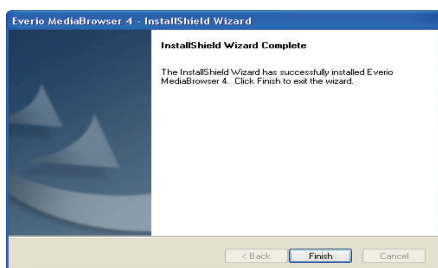 Everio MediaBrowser 4 - InstallShield Wizard
InstallShield Wizard Complete
The InstallShield Wizard has successfully installed Everio
MediaBrowser 4. Click Finish to exit the wizard.
< Back Finish Cancel